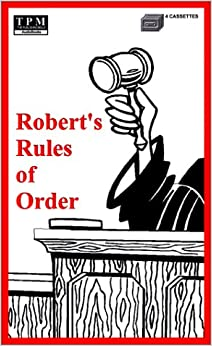 TPM
AudioBooks
4 CASSETTES
Robert's
Rules
of
Order